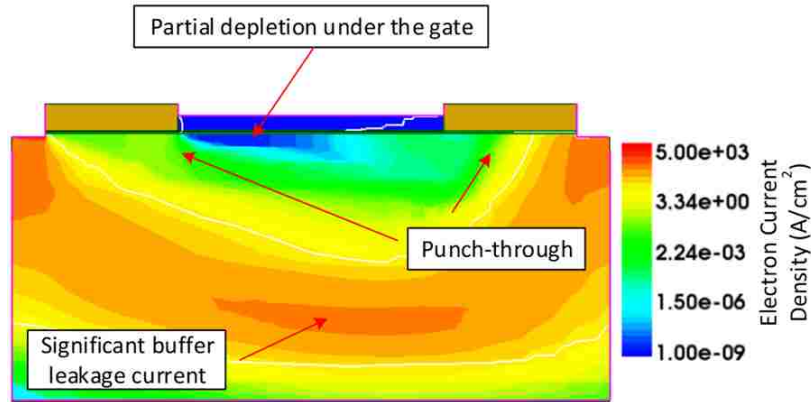 Partial depletion under the gate
Punch-through
Significant buffer
leakage current
5.00e+03
3.34e+00
2.24e-03
1.50e-06
1.00e-09
Electron Current
Density (A/cm²)